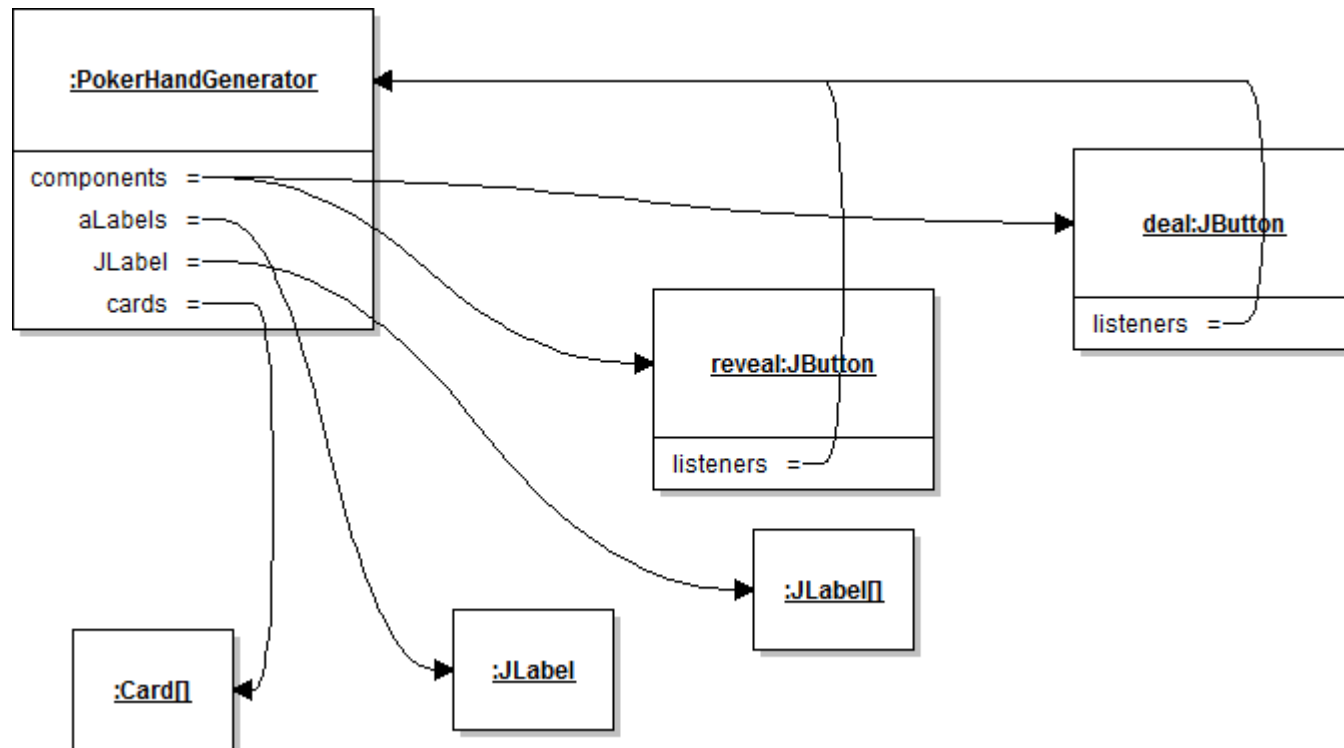 :PokerHandGenerator
components =
aLabels =
JLabel =
cards =
deal:JButton
listeners =
reveal:JButton
listeners =
:JLabel[]
:JLabel
:Card[]